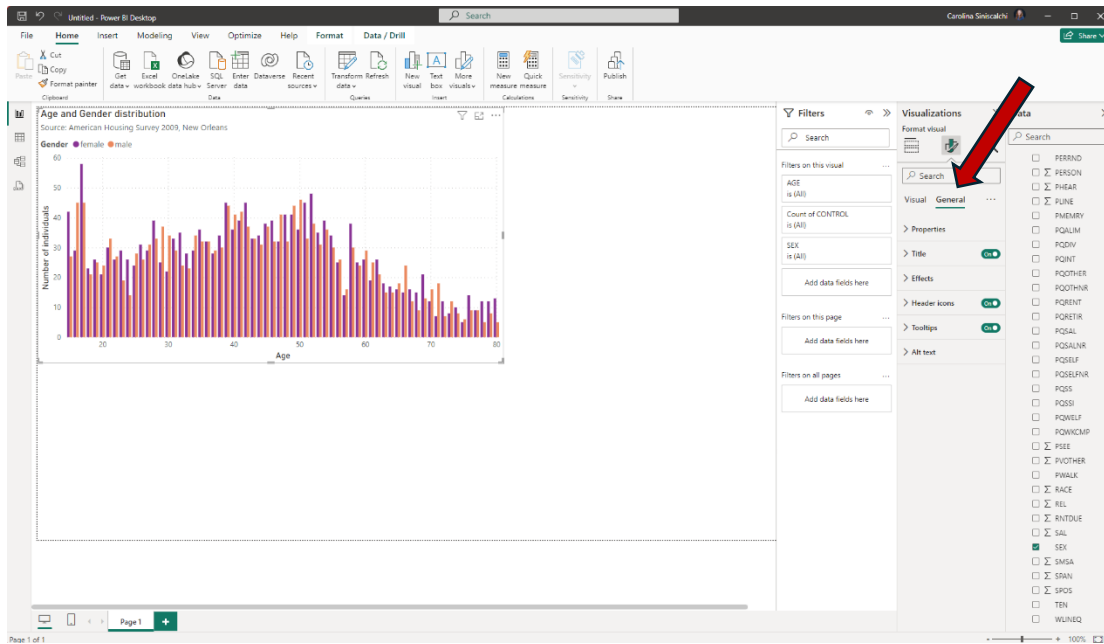 Untitled - Power BI Desktop
Search
Carolina Siniscalchi
File Home Insert Modeling View Optimize Help Format Data / Drill
Share
Paste
Cut
Copy
Format painter
Get data
Excel workbook
OneLake data hub
SQL Server
Enter data
Dataverse
Recent sources
Transform data
Refresh
New visual
Text box
More visuals
New measure
Quick measure
Sensitivity
Publish
Clipboard
Data
Queries
Insert
Calculations
Sensitivity
Share
Age and Gender distribution
Source: American Housing Survey 2009, New Orleans
Gender female male
Number of individuals
60
50
40
30
20
10
0
20 30 40 50 60 70 80
Age
Filters
Search
Filters on this visual
AGE
is (All)
Count of CONTROL
is (All)
SEX
is (All)
Add data fields here
Filters on this page
Add data fields here
Filters on all pages
Add data fields here
Visualizations
Format visual
Search
Visual General
Properties
Title On
Effects
Header icons On
Tooltips On
Alt text
ata
Search
PERRND
PERSON
PHEAR
PLINE
PMEMRY
PQALIM
PQDIV
PQINT
PQOTHER
PQOTHNR
PQRENT
PQRETIR
PQSAL
PQSALNR
PQSELF
PQSELFNR
PQSS
PQSSI
PQWELF
PQWKCMP
PSEE
PVOTHER
PWALK
RACE
REL
RNTDUE
SAL
SEX
SMSA
SPAN
SPOS
TEN
WLINEQ
Page 1
Page 1 of 1
100%